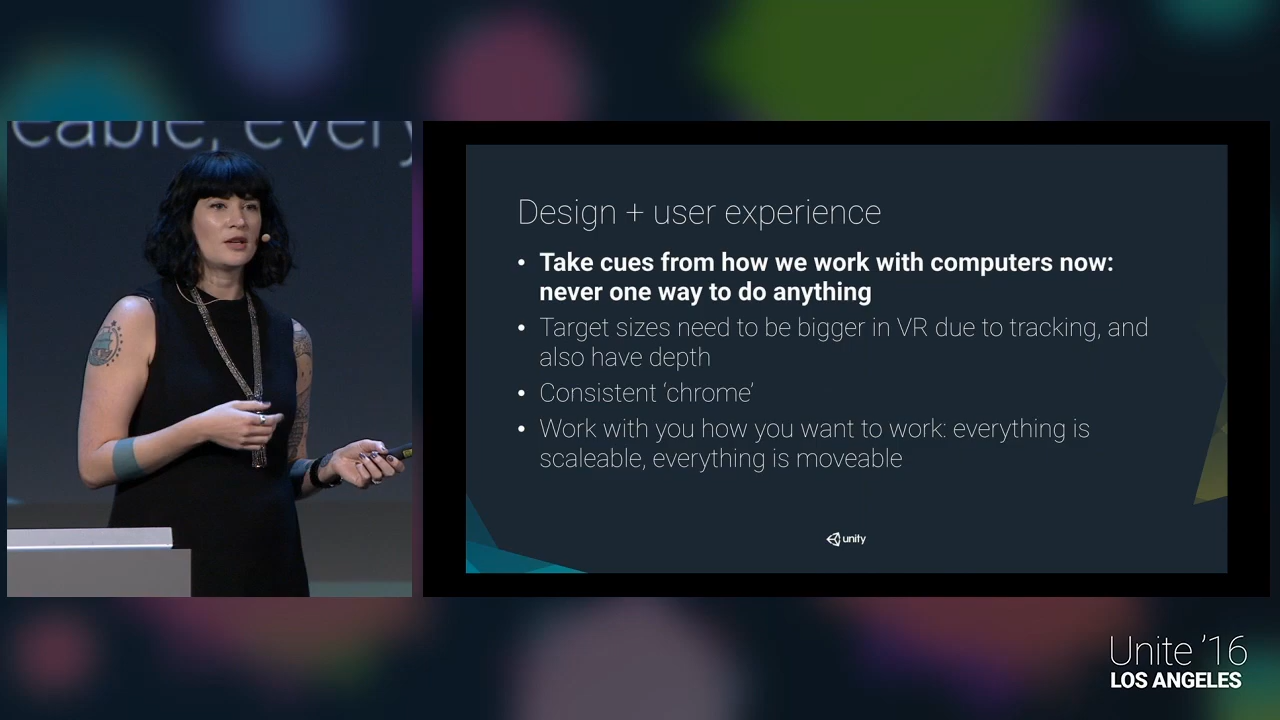 eable, every
Design + user experience
• Take cues from how we work with computers now:
never one way to do anything
• Target sizes need to be bigger in VR due to tracking, and
also have depth
• Consistent ‘chrome’
• Work with you how you want to work: everything is
scaleable, everything is moveable
unity
Unite ’16
LOS ANGELES